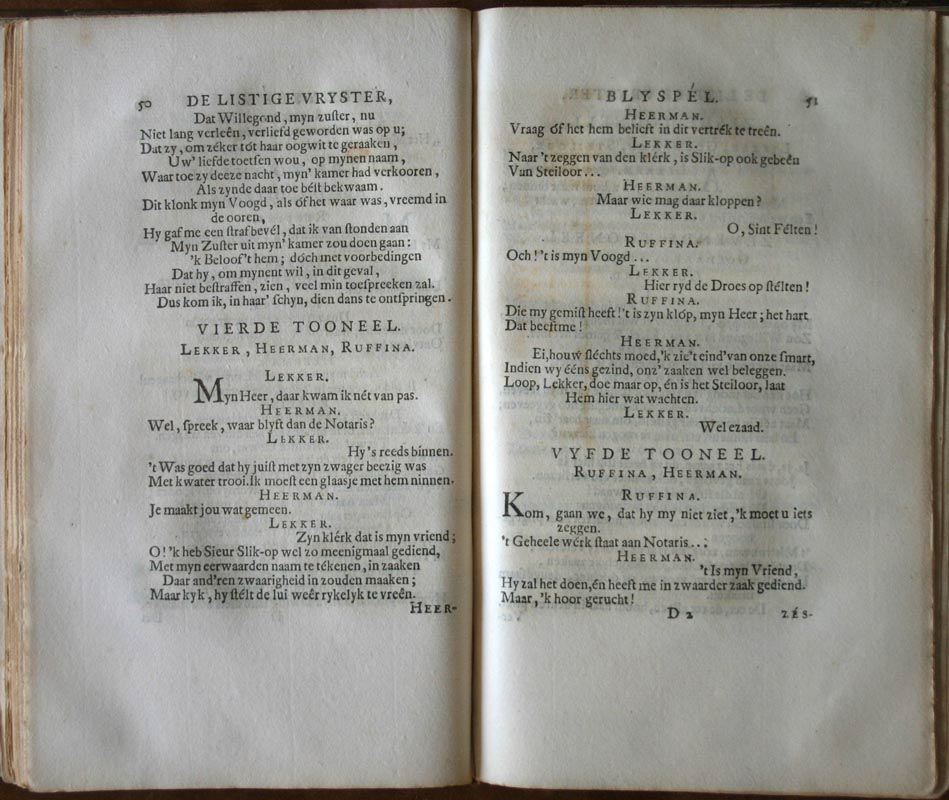 50 DE LISTIGE VRYSTER,
Dat Willegond, myn zuſter, nu
Niet lang verleên, verliefd geworden was op u;
Dat zy, om zéker tót haar oogwit te geraaken,
Uw' liefde toetſen wou, op mynen naam,
Waar toe zy deeze nacht, myn' kamer had verkooren,
Als zynde daar toe béſt bekwaam.
Dit klonk myn Voogd, als óf het waar was, vreemd in
de ooren,
Hy gaf me een ſtraf bevél, dat ik van ſtonden aan
Myn Zuſter uit myn' kamer zou doen gaan:
'k Beloof't hem; dóch met voorbedingen
Dat hy, om mynent wil, in dit geval,
Haar niet beſtraffen, zien, veel min toeſpreeken zal.
Dus kom ik, in haar' ſchyn, dien dans te ontſpringen.
VIERDE TOONEEL.
LEKKER, HEERMAN, RUFFINA.
LEKKER.
MYn Heer, daar kwam ik nét van pas.
HEERMAN.
Wel, ſpreek, waar blyft dan de Notaris?
LEKKER.
Hy's reeds bínnen.
't Was goed dat hy juiſt met zyn zwager beezig was
Met kwater trooi. Ik moeſt een glaasje met hem ninnen.
HEERMAN.
Je maakt jou wat gemeen.
LEKKER.
Zyn klérk dat is myn vriend;
O! 'k heb Sieur Slik-op wel zo meenigmaal gediend,
Met myn eerwaarden naam te tékenen, in zaaken
Daar and'ren zwaarigheid in zouden maaken;
Maar kyk, hy ſtélt de lui weêr rykelyk te vreên.
HEER-
BLYSPÉL. 51
HEERMAN.
Vraag óf het hem belieft in dit vertrék te treên.
LEKKER.
Naar 't zeggen van den klérk, is Slik-op ook gebeên
Van Steiloor...
HEERMAN.
Maar wie mag daar kloppen?
LEKKER.
O, Sint Félten!
RUFFINA.
Och! 't is myn Voogd...
LEKKER.
Hier ryd de Droes op ſtélten!
RUFFINA.
Die my gemiſt heeft! 't is zyn klóp, myn Heer; het hart
Dat beeft me!
HEERMAN.
Ei, houw ſléchts moed, 'k zie't eind' van onze ſmart,
Indien wy ééns gezind, onz' zaaken wel beleggen.
Loop, Lekker, doe maar op, én is het Steiloor, laat
Hem hier wat wachten.
LEKKER.
Wel ezaad.
VYFDE TOONEEL.
RUFFINA, HEERMAN.
RUFFINA.
KOm, gaan we, dat hy my niet ziet, 'k moet u iets
zeggen.
't Geheele wérk ſtaat aan Notaris...
HEERMAN.
't Is myn Vriend,
Hy zal het doen, én heeft me in zwaarder zaak gediend.
Maar, 'k hoor gerucht!
D 2 zés-